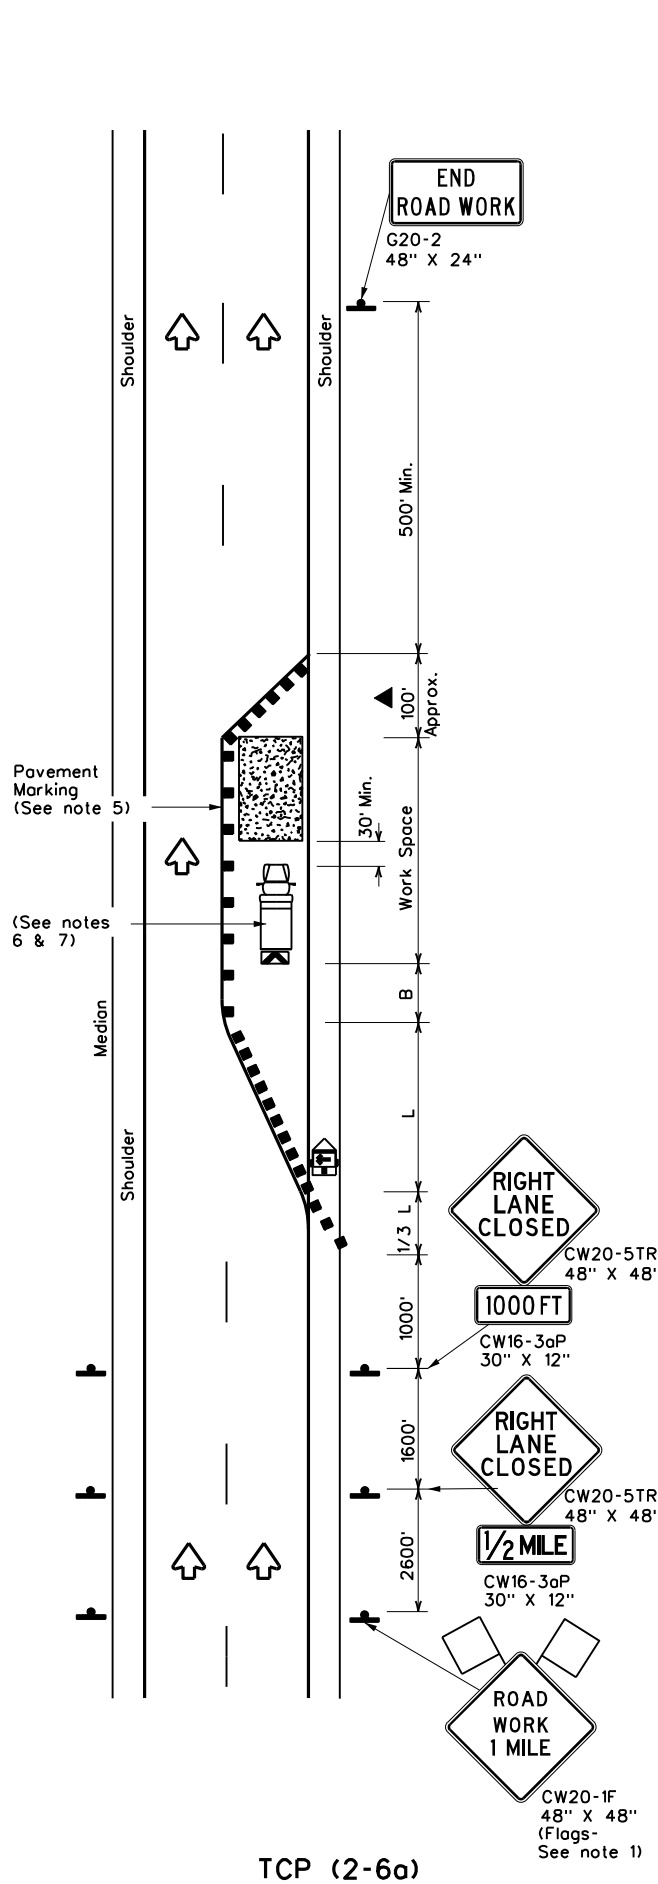 END
ROAD WORK
G20-2
48" X 24"
Shoulder
Shoulder
500' Min.
100'
Approx.
Pavement
Marking
(See note 5)
30' Min.
Work Space
(See notes
6 & 7)
B
Median
L
Shoulder
RIGHT
LANE
CLOSED
1/3 L
CW20-5TR
48" X 48'
1000'
1000 FT
CW16-3aP
30" X 12"
RIGHT
LANE
CLOSED
1600'
CW20-5TR
48" X 48'
1/2 MILE
2600'
CW16-3aP
30" X 12"
ROAD
WORK
1 MILE
CW20-1F
48" X 48"
(Flags-
See note 1)
TCP (2-6a)